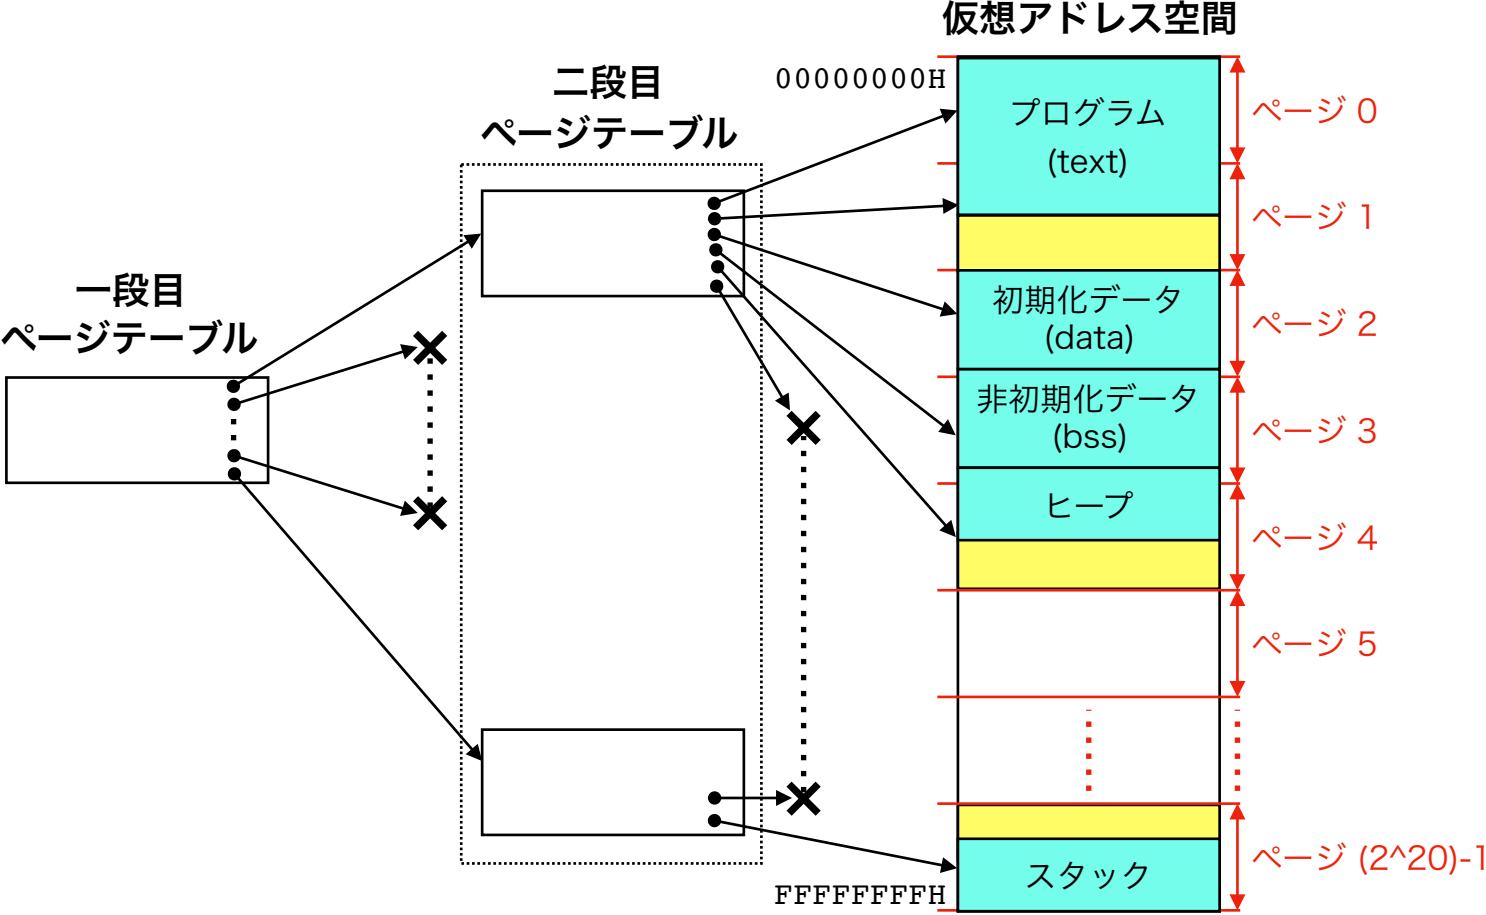 仮想アドレス空間
00000000H
二段目
ページテーブル
一段目
ページテーブル
プログラム
(text)
初期化データ
(data)
非初期化データ
(bss)
ヒープ
スタック
FFFFFFFFH
ページ 0
ページ 1
ページ 2
ページ 3
ページ 4
ページ 5
ページ (2^20)-1